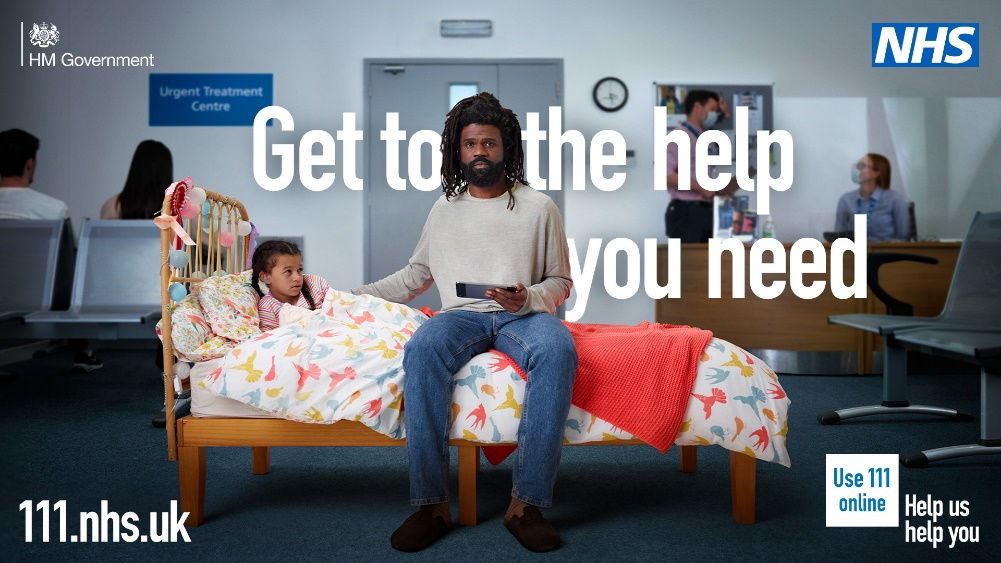 HM Government
NHS
Urgent Treatment
Centre
Get to the help
you need
111.nhs.uk
Use 111
online
Help us
help you